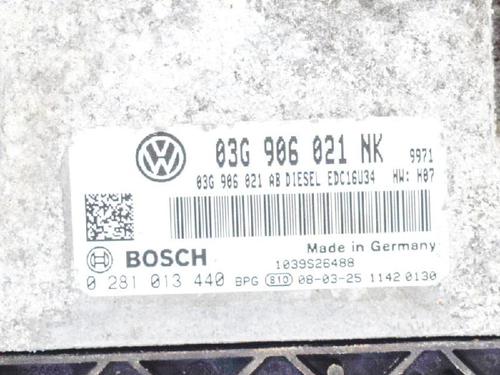 03G 906 021 NK 9971
03G 906 021 AB DIESEL EDC16U34 HW: H07
Made in Germany
BOSCH 1039S26488
0 281 013 440 BPG 810 08-03-25 1142 0130